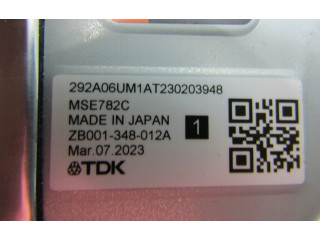 292A06UM1AT230203948
MSE782C
MADE IN JAPAN
ZB001-348-012A 1
Mar.07.2023
TDK